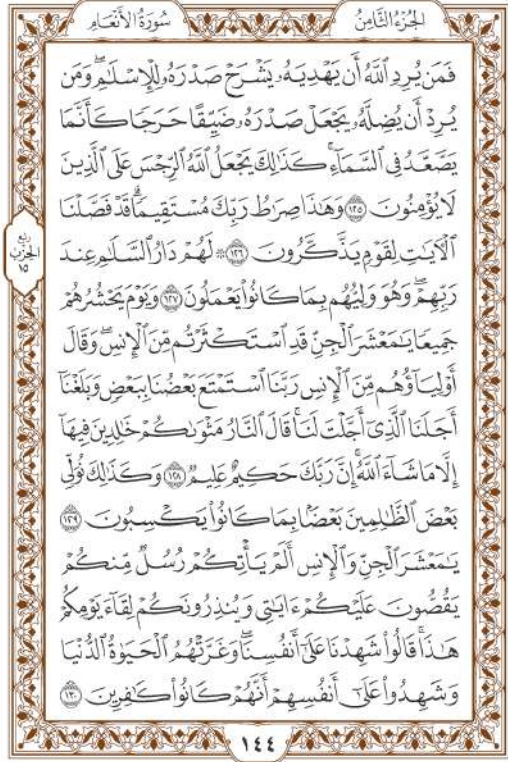 الجزء الثامن
سورة الأنعام
فَمَن يُرِدِ ٱللَّهُ أَن يَهْدِيَهُۥ يَشْرَحْ صَدْرَهُۥ لِلْإِسْلَٰمِۖ وَمَن
يُرِدْ أَن يُضِلَّهُۥ يَجْعَلْ صَدْرَهُۥ ضَيِّقًا حَرَجًا كَأَنَّمَا
يَصَّعَّدُ فِى ٱلسَّمَآءِۚ كَذَٰلِكَ يَجْعَلُ ٱللَّهُ ٱلرِّجْسَ عَلَى ٱلَّذِينَ
لَا يُؤْمِنُونَ ١٢٥ وَهَٰذَا صِرَٰطُ رَبِّكَ مُسْتَقِيمًاۗ قَدْ فَصَّلْنَا
ٱلْءَايَٰتِ لِقَوْمٍ يَذَّكَّرُونَ ١٢٦ ۞ لَهُمْ دَارُ ٱلسَّلَٰمِ عِندَ
ربع الحزب ١٥
رَبِّهِمْۖ وَهُوَ وَلِيُّهُم بِمَا كَانُوا۟ يَعْمَلُونَ ١٢٧ وَيَوْمَ يَحْشُرُهُمْ
جَمِيعًا يَٰمَعْشَرَ ٱلْجِنِّ قَدِ ٱسْتَكْثَرْتُم مِّنَ ٱلْإِنسِۖ وَقَالَ
أَوْلِيَآؤُهُم مِّنَ ٱلْإِنسِ رَبَّنَا ٱسْتَمْتَعَ بَعْضُنَا بِبَعْضٍ وَبَلَغْنَآ
أَجَلَنَا ٱلَّذِىٓ أَجَّلْتَ لَنَاۚ قَالَ ٱلنَّارُ مَثْوَىٰكُمْ خَٰلِدِينَ فِيهَآ
إِلَّا مَا شَآءَ ٱللَّهُۗ إِنَّ رَبَّكَ حَكِيمٌ عَلِيمٌ ١٢٨ وَكَذَٰلِكَ نُوَلِّى
بَعْضَ ٱلظَّٰلِمِينَ بَعْضًۢا بِمَا كَانُوا۟ يَكْسِبُونَ ١٢٩
يَٰمَعْشَرَ ٱلْجِنِّ وَٱلْإِنسِ أَلَمْ يَأْتِكُمْ رُسُلٌ مِّنكُمْ
يَقُصُّونَ عَلَيْكُمْ ءَايَٰتِى وَيُنذِرُونَكُمْ لِقَآءَ يَوْمِكُمْ
هَٰذَاۚ قَالُوا۟ شَهِدْنَا عَلَىٰٓ أَنفُسِنَاۖ وَغَرَّتْهُمُ ٱلْحَيَوٰةُ ٱلدُّنْيَا
وَشَهِدُوا۟ عَلَىٰٓ أَنفُسِهِمْ أَنَّهُمْ كَانُوا۟ كَٰفِرِينَ ١٣٠
١٤٤